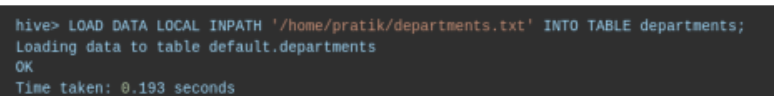 hive> LOAD DATA LOCAL INPATH '/home/pratik/departments.txt' INTO TABLE departments;
Loading data to table default.departments
OK
Time taken: 0.193 seconds